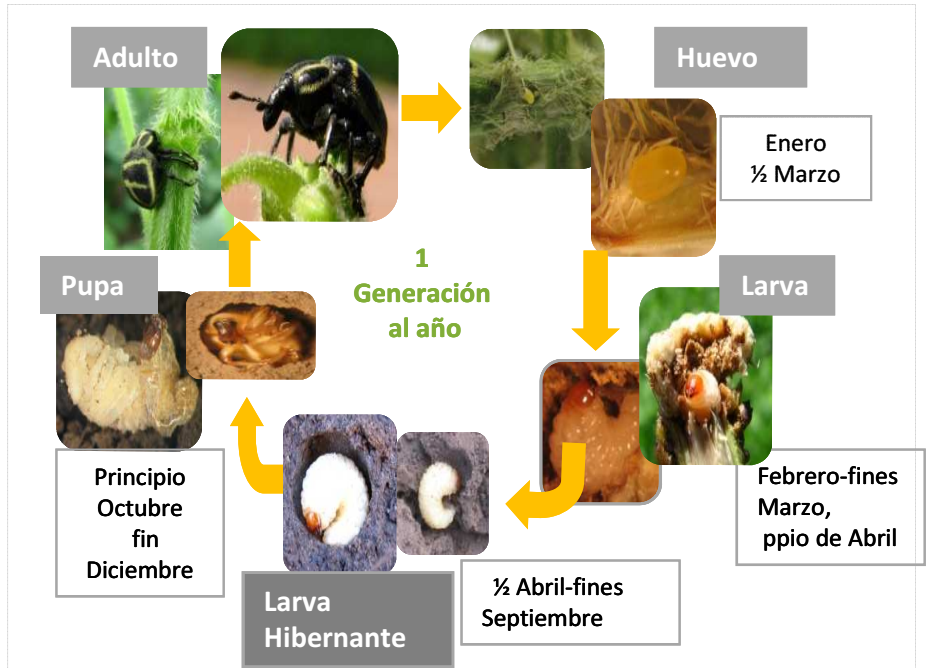 Adulto
Huevo
Enero
½ Marzo
1
Generación
al año
Pupa
Larva
Principio
Octubre
fin
Diciembre
Febrero-fines
Marzo,
ppio de Abril
½ Abril-fines
Septiembre
Larva
Hibernante